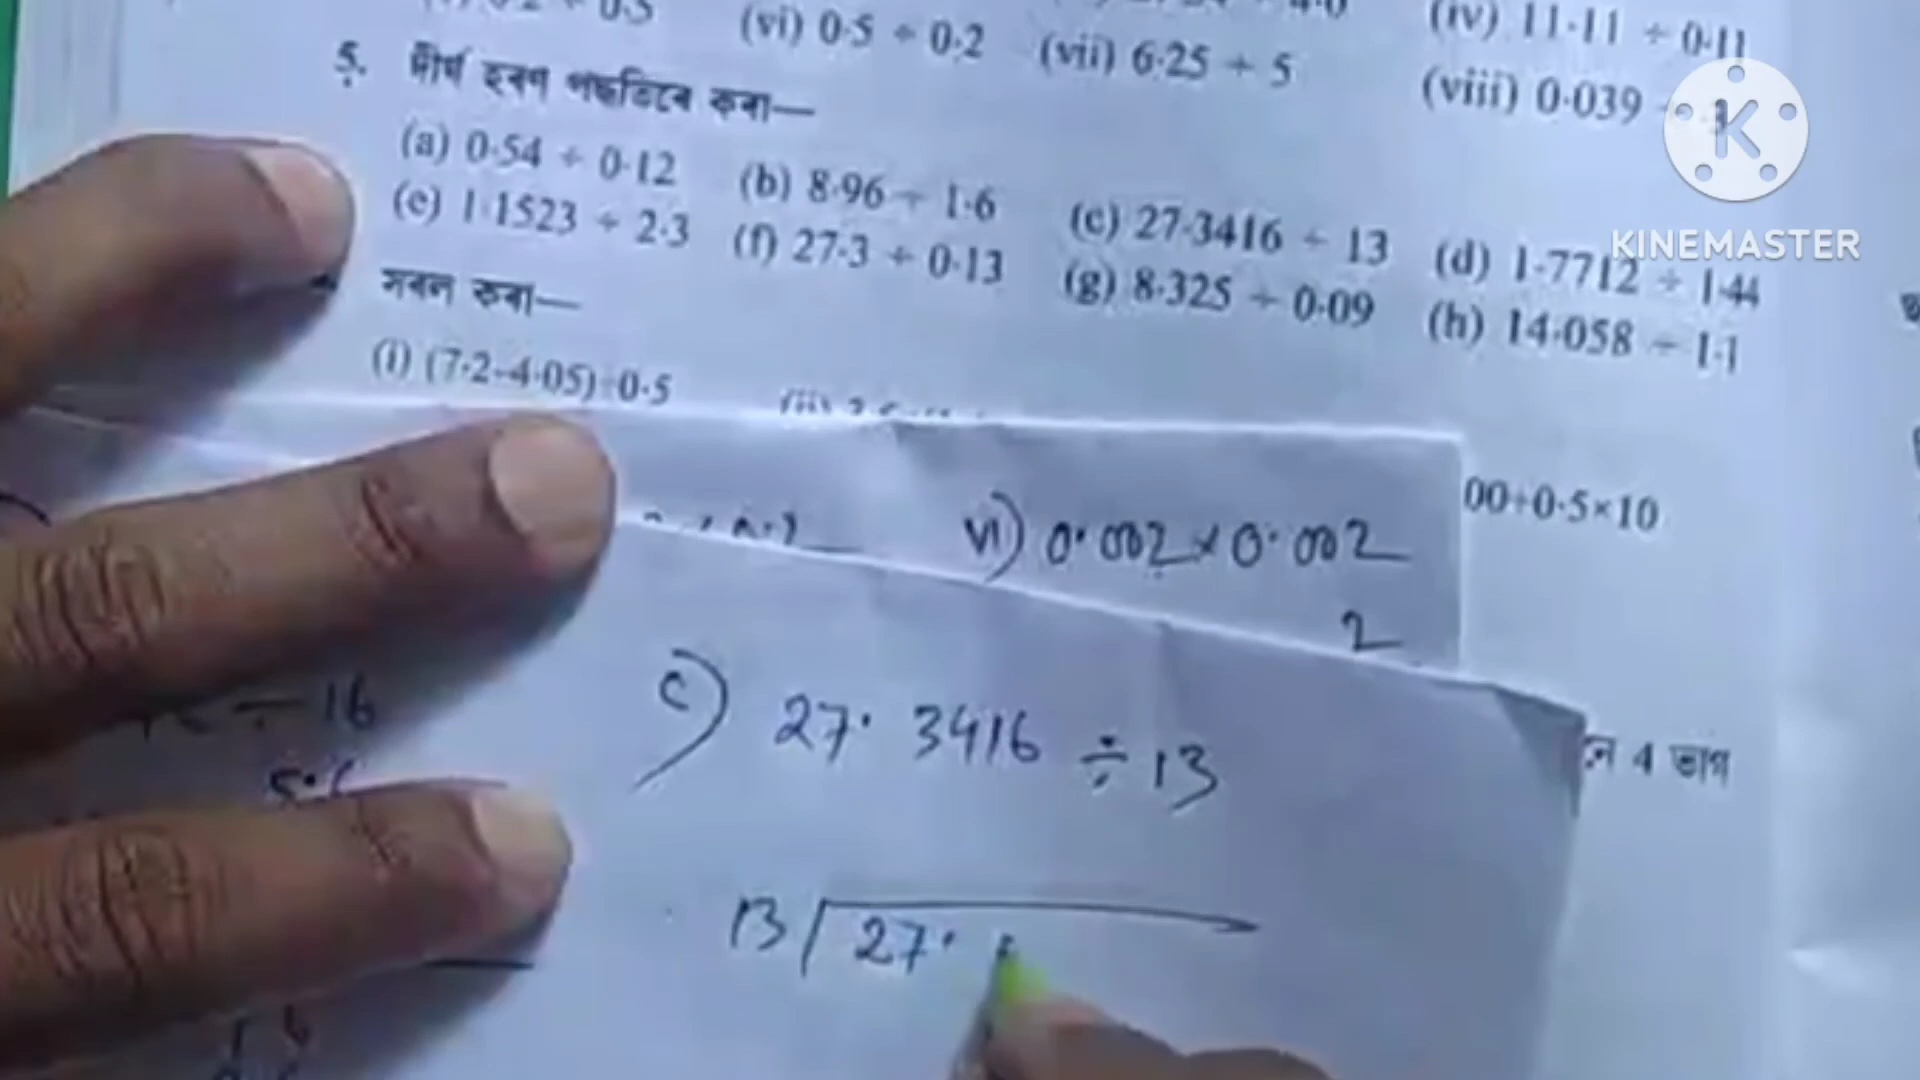 (vi) 0·5 ÷ 0·2
(iv) 11·11 ÷ 0·11
(vii) 6·25 ÷ 5
(viii) 0·039
5. দীৰ্ঘ হৰণ পদ্ধতিৰে কৰা—
(a) 0·54 ÷ 0·12 (b) 8·96 ÷ 1·6 (c) 27·3416 ÷ 13 (d) 1·7712 ÷ 1·44
(e) 1·1523 ÷ 2·3 (f) 27·3 ÷ 0·13 (g) 8·325 ÷ 0·09 (h) 14·058 ÷ 1·1
KINEMASTER
সৰল কৰা—
(i) (7·2-4·05)÷0·5
00÷0·5×10
vi) 0.002×0.002
2
4 ভাগ
÷ 16
c) 27.3416 ÷ 13
13 27.